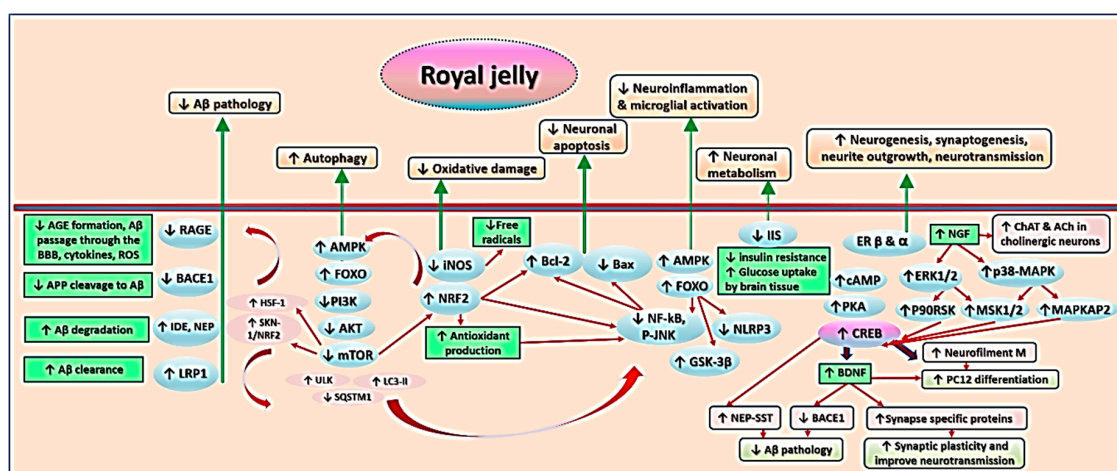 Royal jelly
↓ Aβ pathology
↑ Autophagy
↓ Oxidative damage
↓ Neuronal
apoptosis
↓ Neuroinflammation
& microglial activation
↑ Neuronal
metabolism
↑ Neurogenesis, synaptogenesis,
neurite outgrowth, neurotransmission
↓ AGE formation, Aβ
passage through the
BBB, cytokines, ROS
↓ RAGE
↓ APP cleavage to Aβ
↓ BACE1
↑ Aβ degradation
↑ IDE, NEP
↑ Aβ clearance
↑ LRP1
↑ HSF-1
↑ SKN-
1/NRF2
↑ AMPK
↑ FOXO
↓PI3K
↓ AKT
↓ mTOR
↑ ULK
↑ LC3-II
↓ SQSTM1
↓ iNOS
↑ NRF2
↑ Antioxidant
production
↓Free
radicals
↑ Bcl-2
↓ Bax
↓ NF-kb,
P-JNK
↑ AMPK
↑ FOXO
↓ NLRP3
↑ GSK-3β
↓ IIS
↓ insulin resistance
↑ Glucose uptake
by brain tissue
ER β & α
↑cAMP
↑ PKA
↑ CREB
↑ NGF
↑ ChAT & ACh in
cholinergic neurons
↑ERK1/2
↑p38-MAPK
↑P90RSK
↑MSK1/2
↑MAPKAP2
↑ BDNF
↑ Neurofilment M
↑ PC12 differentiation
↑ NEP-SST
↓ BACE1
↑Synapse specific proteins
↓ Aβ pathology
↑ Synaptic plasticity and
improve neurotransmission